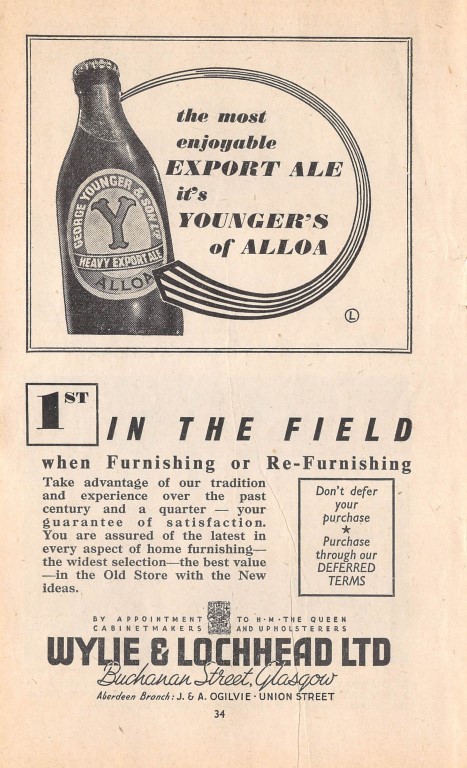 the most
enjoyable
EXPORT ALE
it's
YOUNGER'S
of ALLOA
GEORGE YOUNGER & SON LTD
Y
HEAVY EXPORT ALE
ALLOA
L
1ST IN THE FIELD
when Furnishing or Re-Furnishing
Take advantage of our tradition
and experience over the past
century and a quarter — your
guarantee of satisfaction.
You are assured of the latest in
every aspect of home furnishing—
the widest selection—the best value
—in the Old Store with the New
ideas.
Don't defer
your
purchase
★
Purchase
through our
DEFERRED
TERMS
BY APPOINTMENT TO H·M·THE QUEEN
CABINETMAKERS AND UPHOLSTERERS
WYLIE & LOCHHEAD LTD
Buchanan Street, Glasgow
Aberdeen Branch: J. & A. OGILVIE · UNION STREET
34